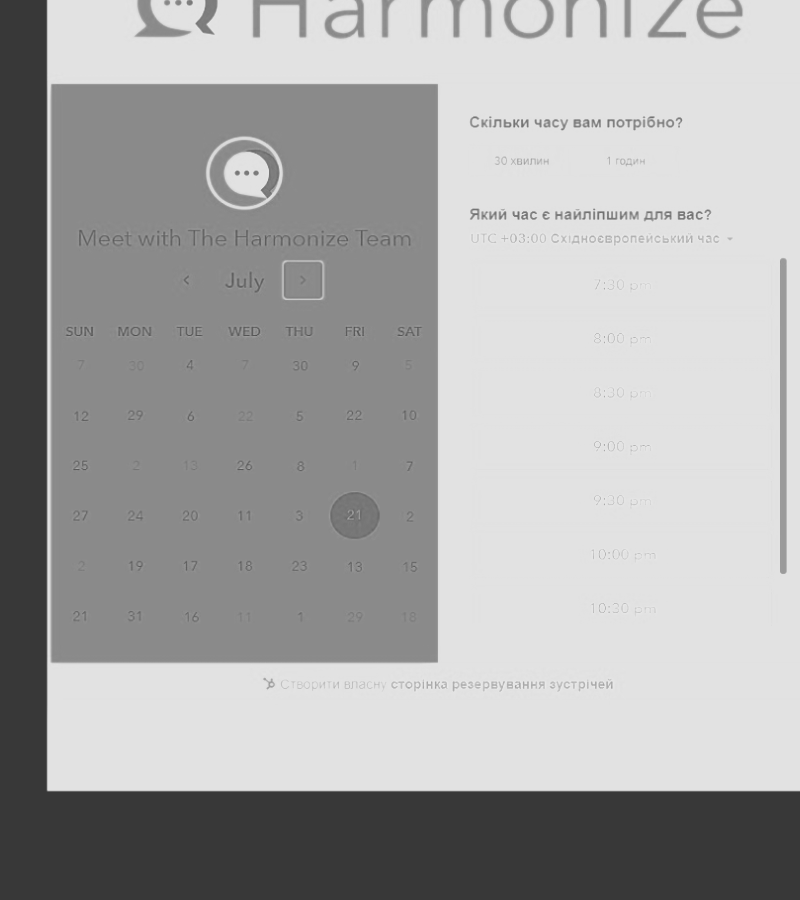 Harmonize
Meet with The Harmonize Team
July
SUN MON TUE WED THU FRI SAT
7 30 4 7 30 9 5
12 29 6 22 5 22 10
25 2 13 26 8 1 7
27 24 20 11 3 21 2
2 19 17 18 23 13 15
21 31 16 11 1 29 18
Скільки часу вам потрібно?
30 хвилин 1 годин
Який час є найліпшим для вас?
UTC +03:00 Східноєвропейський час
7:30 pm
8:00 pm
8:30 pm
9:00 pm
9:30 pm
10:00 pm
10:30 pm
Створити власну сторінка резервування зустрічей